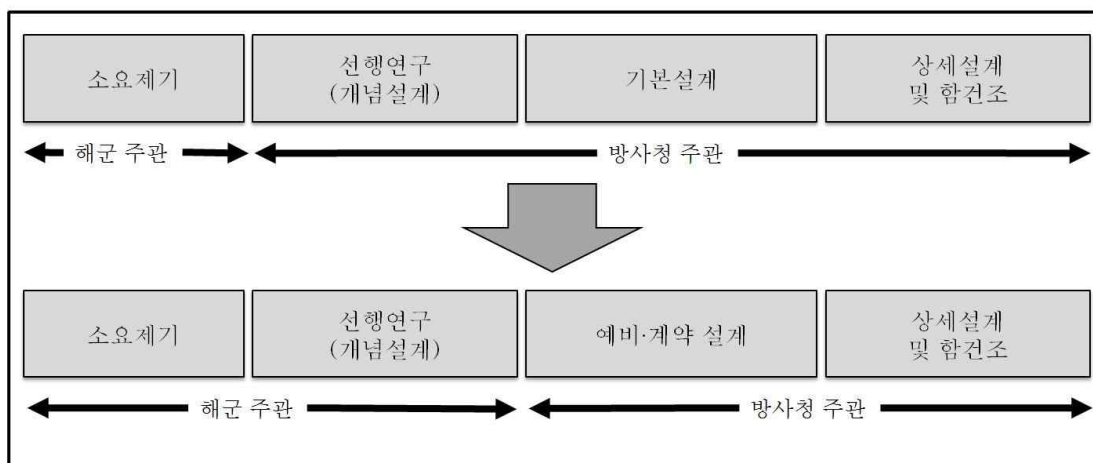 소요제기
선행연구
(개념설계)
기본설계
상세설계
및 함건조
해군 주관
방사청 주관
소요제기
선행연구
(개념설계)
예비·계약 설계
상세설계
및 함건조
해군 주관
방사청 주관